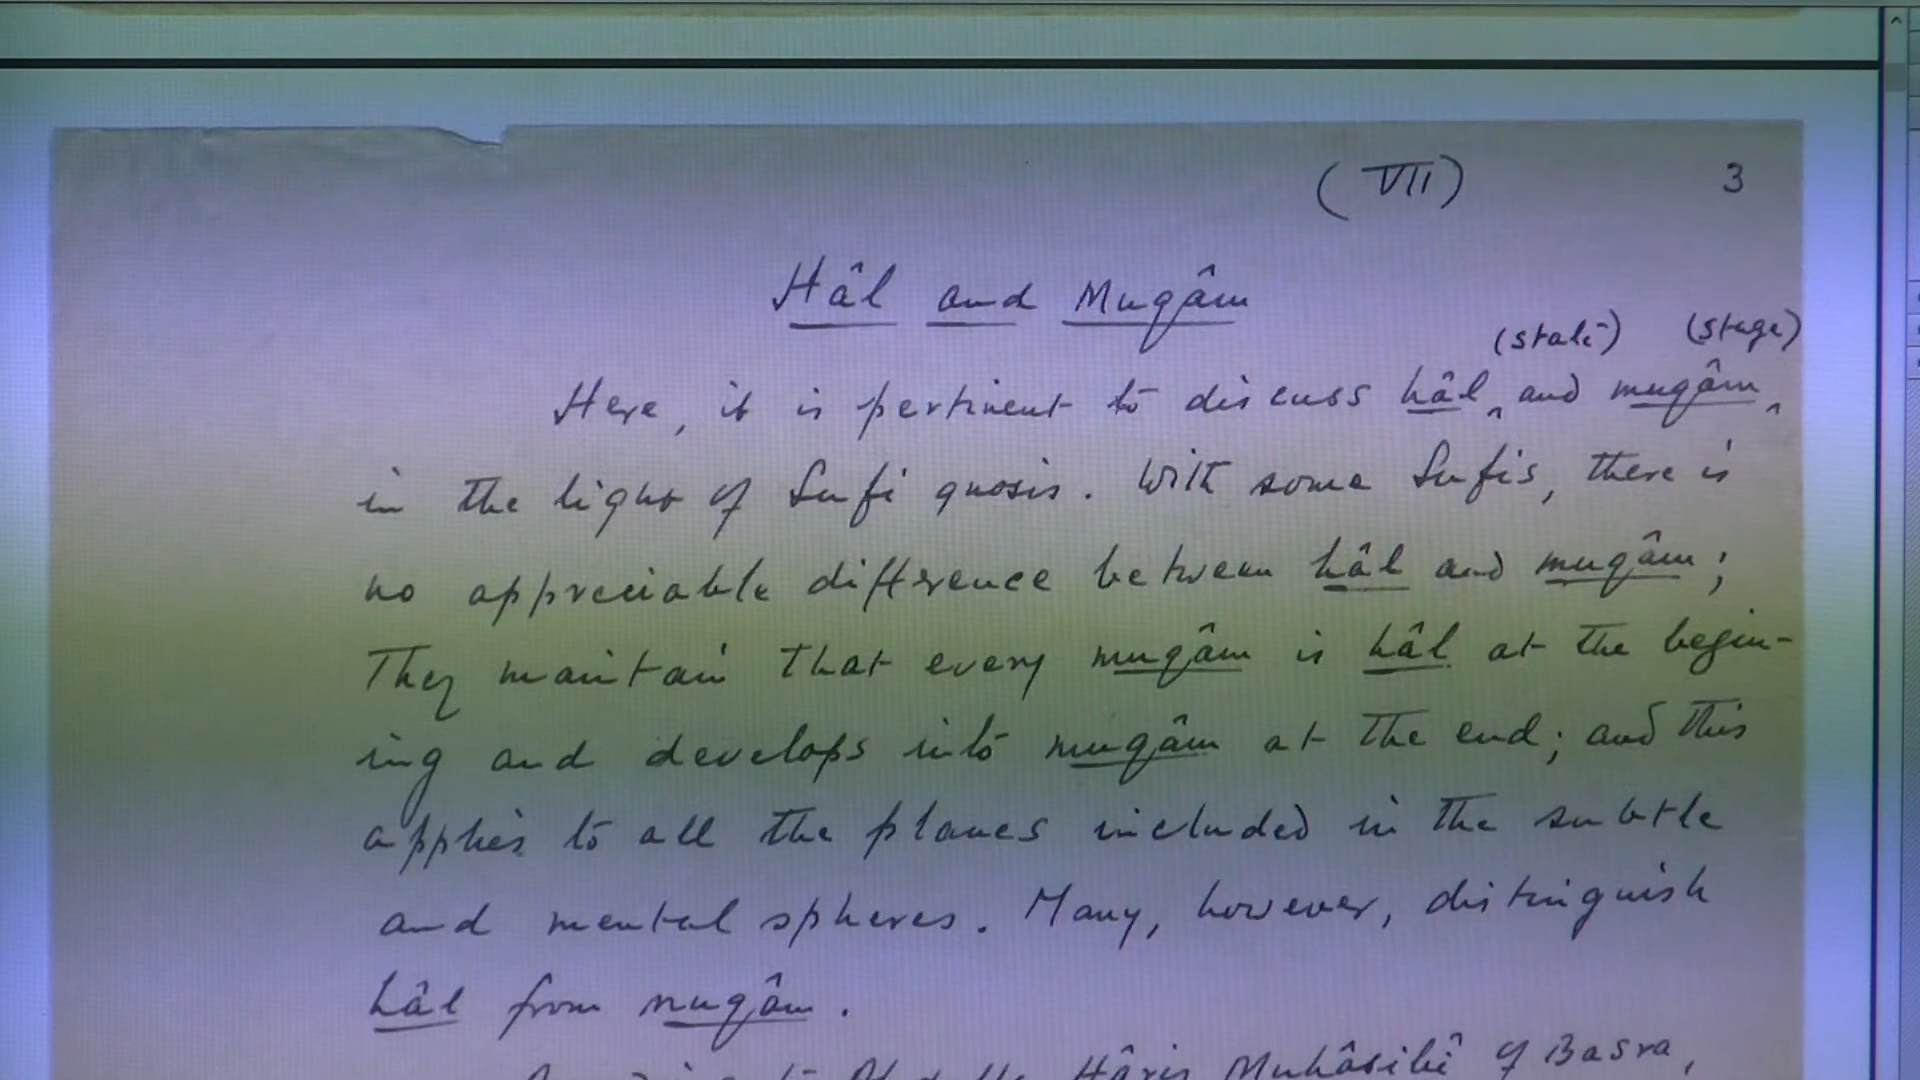 (VII) 3
Hâl and Muqâm
(state) (stage)
Here, it is pertinent to discuss hâl ‸ and muqâm ‸
in the light of Sufi gnosis. With some Sufis, there is
no appreciable difference between hâl and muqâm;
They maintain that every muqâm is hâl at the begin-
ing and develops into muqâm at the end; and this
applies to all the planes included in the subtle
and mental spheres. Many, however, distinguish
hâl from muqâm.
Hâris Muhâsibî of Basra,